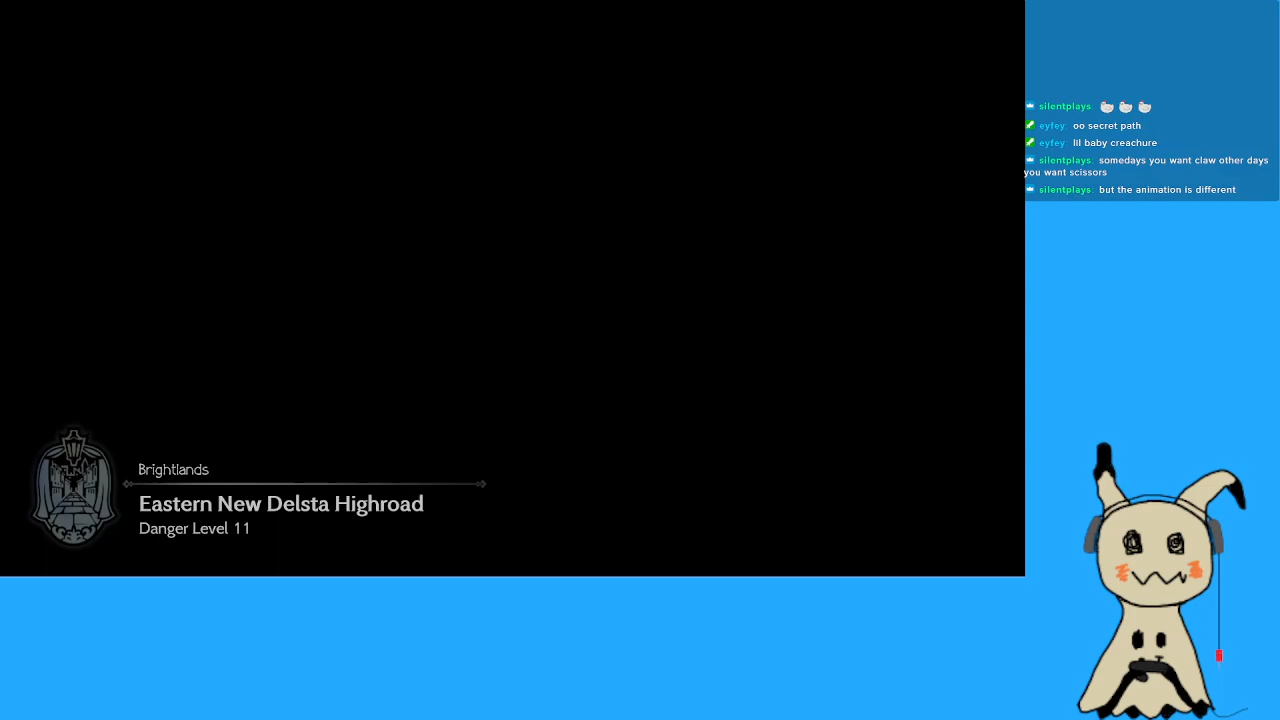 silentplays:
eyfey: oo secret path
eyfey: lil baby creachure
silentplays: somedays you want claw other days
you want scissors
silentplays: but the animation is different
Brightlands
Eastern New Delsta Highroad
Danger Level 11